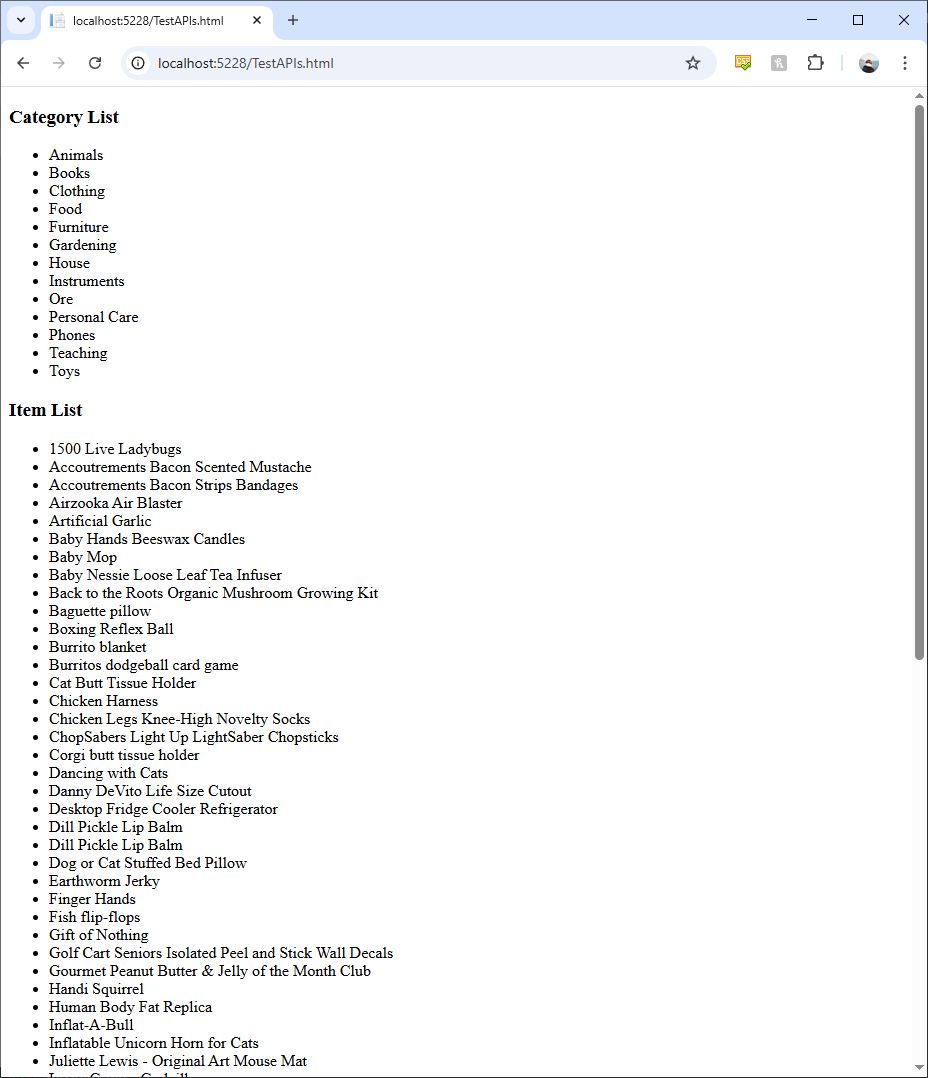 localhost:5228/TestAPIs.html
localhost:5228/TestAPIs.html
Category List
Animals
Books
Clothing
Food
Furniture
Gardening
House
Instruments
Ore
Personal Care
Phones
Teaching
Toys
Item List
1500 Live Ladybugs
Accoutrements Bacon Scented Mustache
Accoutrements Bacon Strips Bandages
Airzooka Air Blaster
Artificial Garlic
Baby Hands Beeswax Candles
Baby Mop
Baby Nessie Loose Leaf Tea Infuser
Back to the Roots Organic Mushroom Growing Kit
Baguette pillow
Boxing Reflex Ball
Burrito blanket
Burritos dodgeball card game
Cat Butt Tissue Holder
Chicken Harness
Chicken Legs Knee-High Novelty Socks
ChopSabers Light Up LightSaber Chopsticks
Corgi butt tissue holder
Dancing with Cats
Danny DeVito Life Size Cutout
Desktop Fridge Cooler Refrigerator
Dill Pickle Lip Balm
Dill Pickle Lip Balm
Dog or Cat Stuffed Bed Pillow
Earthworm Jerky
Finger Hands
Fish flip-flops
Gift of Nothing
Golf Cart Seniors Isolated Peel and Stick Wall Decals
Gourmet Peanut Butter & Jelly of the Month Club
Handi Squirrel
Human Body Fat Replica
Inflat-A-Bull
Inflatable Unicorn Horn for Cats
Juliette Lewis - Original Art Mouse Mat